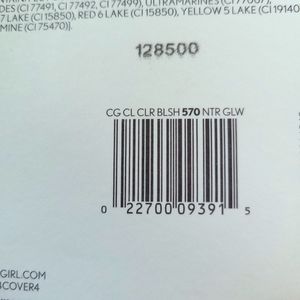 DES (CI 77491, CI 77492, CI 77499), ULTRAMARINES (CI 77007),
7 LAKE (CI 15850), RED 6 LAKE (CI 15850), YELLOW 5 LAKE (CI 19140
MINE (CI 75470)].
128500
CG CL CLR BLSH 570 NTR GLW
0 22700 09391 5
GIRL.COM
COVER4